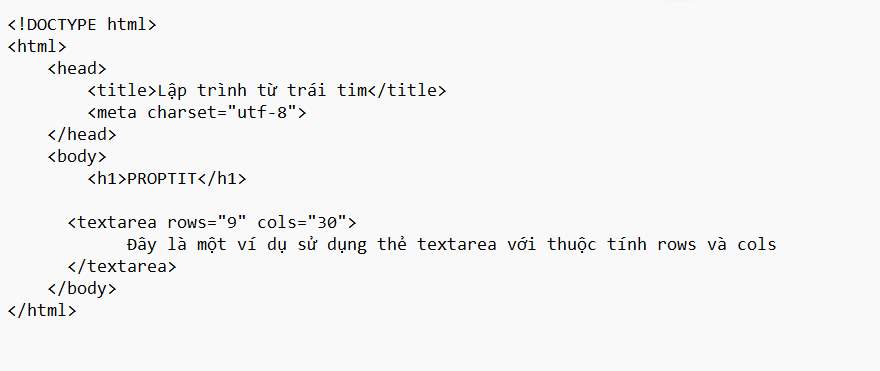 <!DOCTYPE html>
<html>
    <head>
        <title>Lập trình từ trái tim</title>
        <meta charset="utf-8">
    </head>
    <body>
        <h1>PROPTIT</h1>

      <textarea rows="9" cols="30">
            Đây là một ví dụ sử dụng thẻ textarea với thuộc tính rows và cols
      </textarea>
    </body>
</html>